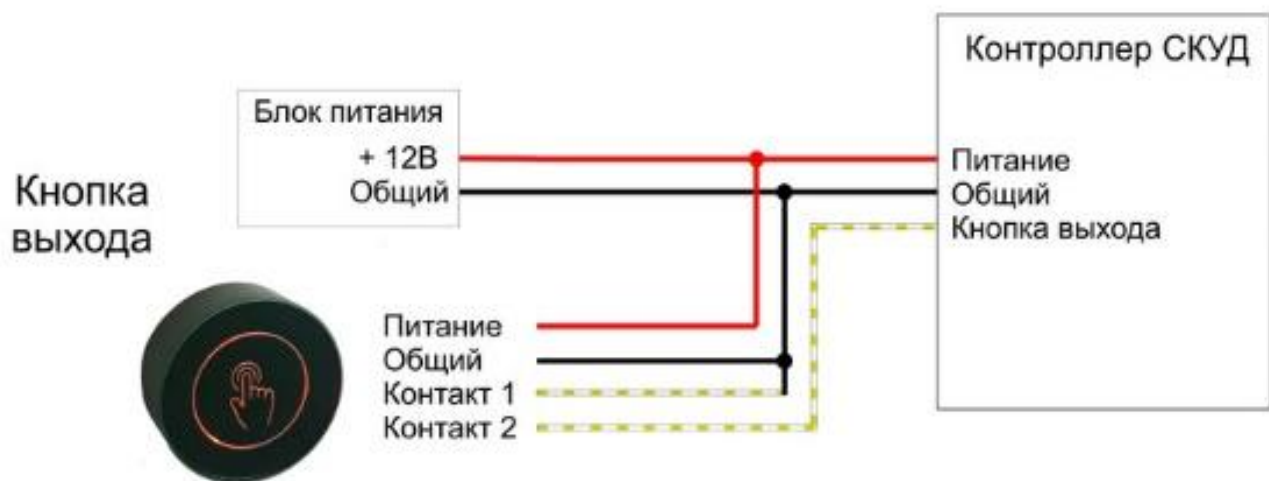 Контроллер СКУД
Блок питания
+ 12В
Общий
Питание
Общий
Кнопка выхода
Кнопка
выхода
Питание
Общий
Контакт 1
Контакт 2